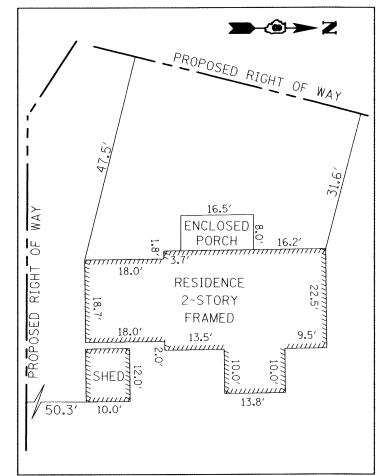 N
PROPOSED RIGHT OF WAY
47.5'
31.6'
16.5'
ENCLOSED
PORCH
8.0'
1.8'
3.7'
16.2'
18.0'
RESIDENCE
2-STORY
FRAMED
18.7'
22.5'
PROPOSED RIGHT OF WAY
18.0'
2.0'
13.5'
9.5'
SHED
12.0'
10.0'
10.0'
13.8'
50.3'
10.0'